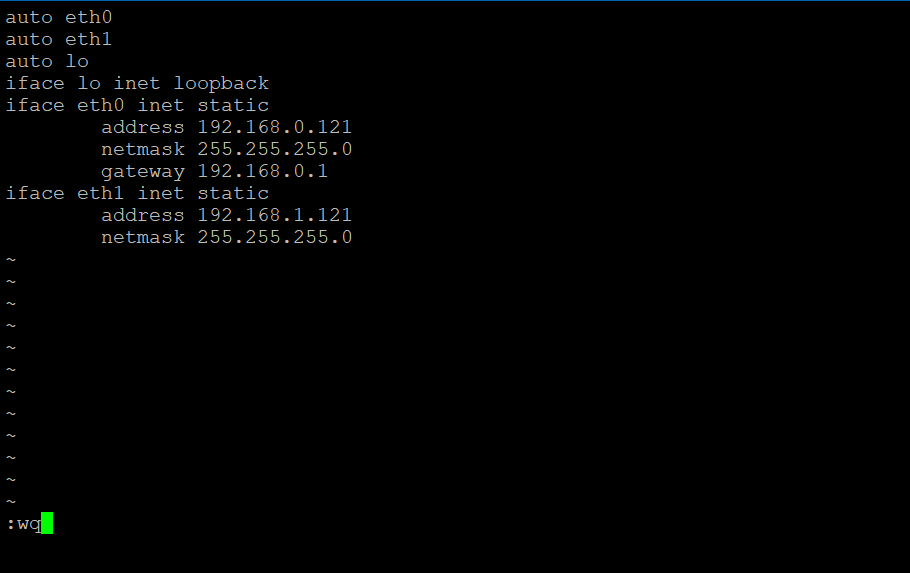 auto eth0
auto eth1
auto lo
iface lo inet loopback
iface eth0 inet static
        address 192.168.0.121
        netmask 255.255.255.0
        gateway 192.168.0.1
iface eth1 inet static
        address 192.168.1.121
        netmask 255.255.255.0
~
~
~
~
~
~
~
~
~
~
~
~
:wq